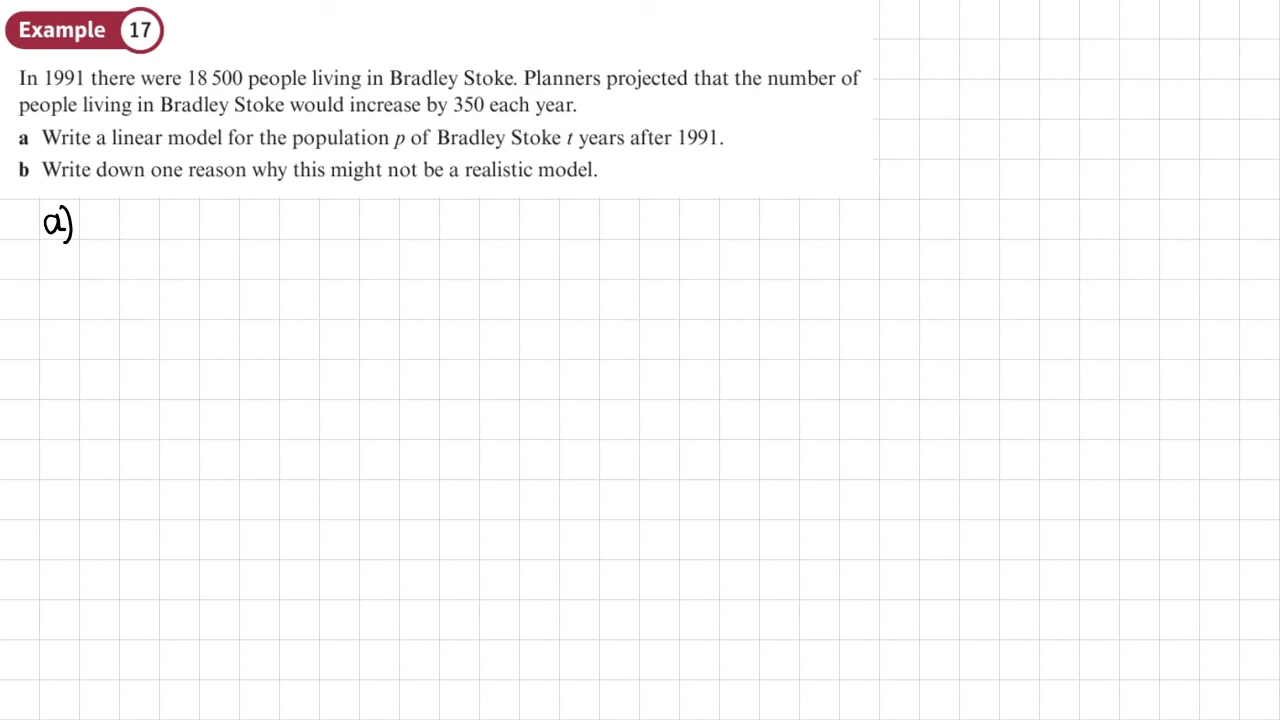 Example 17
In 1991 there were 18 500 people living in Bradley Stoke. Planners projected that the number of
people living in Bradley Stoke would increase by 350 each year.
a Write a linear model for the population p of Bradley Stoke t years after 1991.
b Write down one reason why this might not be a realistic model.
a)